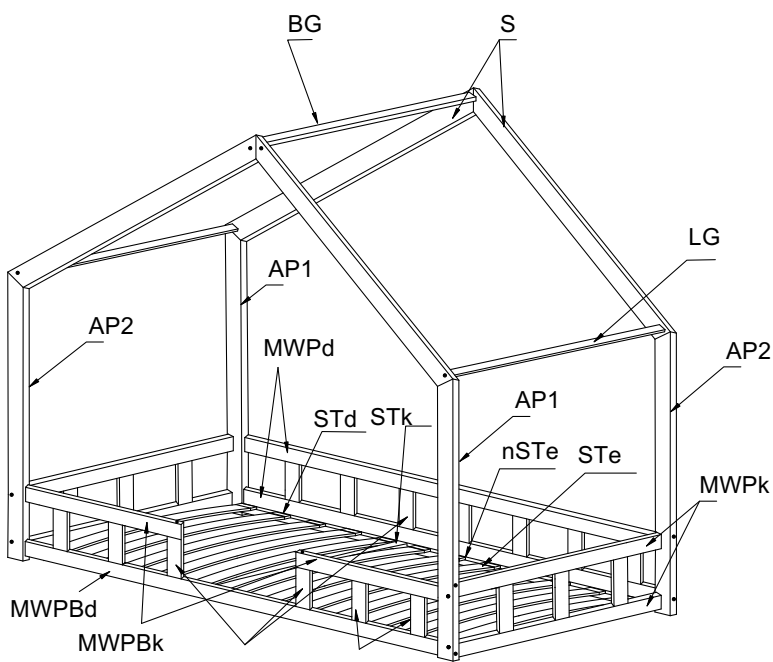 BG
S
LG
AP1
AP2
MWPd
AP2
STd
STk
AP1
nSTe
STe
MWPk
MWPBd
MWPBk